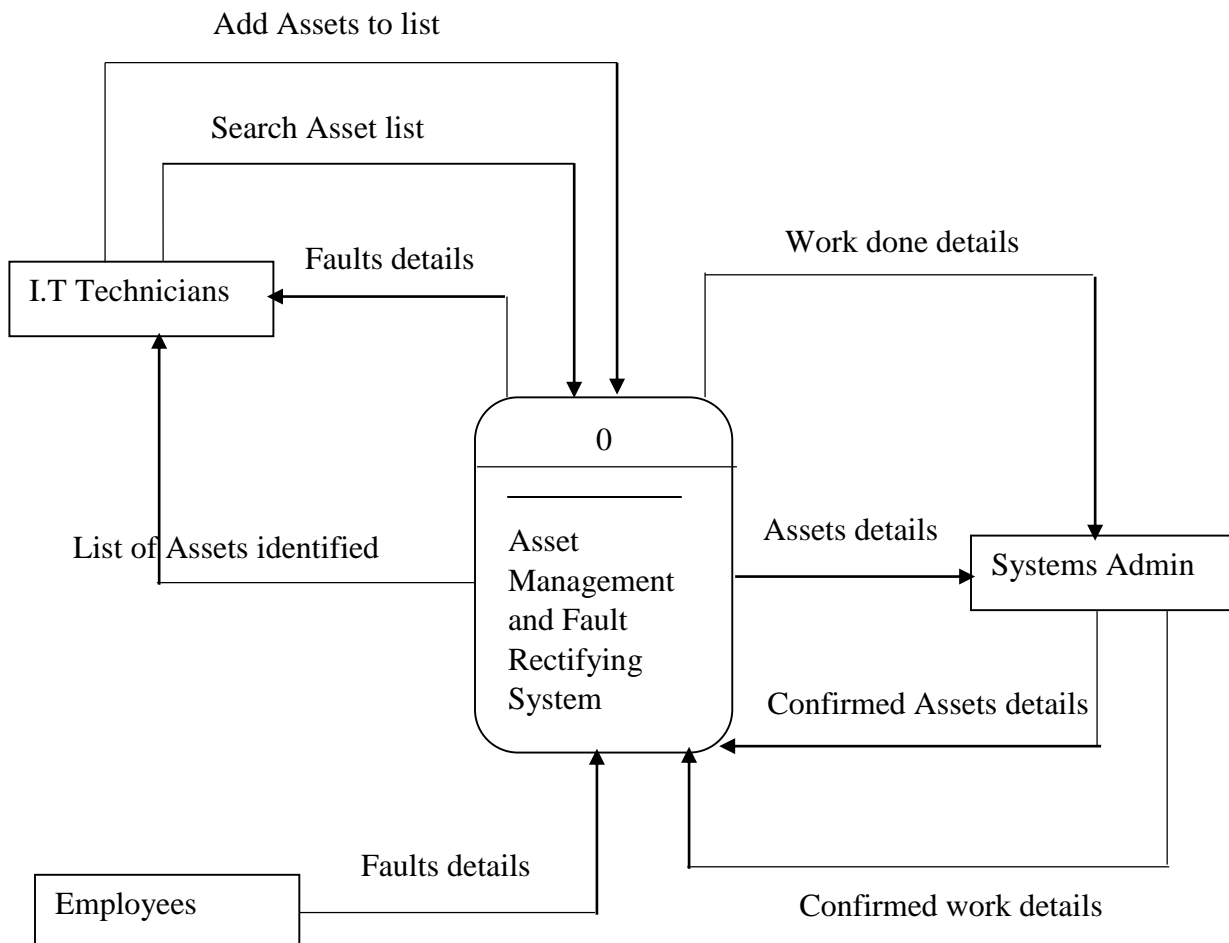 Add Assets to list
Search Asset list
Work done details
Faults details
I.T Technicians
0
List of Assets identified
Assets details
Asset
Management
and Fault
Rectifying
System
Systems Admin
Confirmed Assets details
Faults details
Employees
Confirmed work details